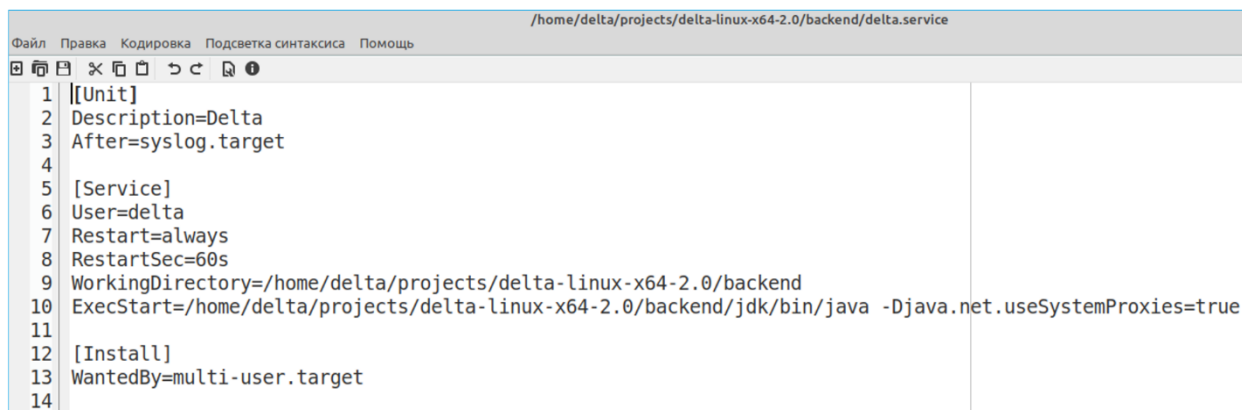 /home/delta/projects/delta-linux-x64-2.0/backend/delta.service
Файл Правка Кодировка Подсветка синтаксиса Помощь
1 [Unit]
2 Description=Delta
3 After=syslog.target
4
5 [Service]
6 User=delta
7 Restart=always
8 RestartSec=60s
9 WorkingDirectory=/home/delta/projects/delta-linux-x64-2.0/backend
10 ExecStart=/home/delta/projects/delta-linux-x64-2.0/backend/jdk/bin/java -Djava.net.useSystemProxies=true
11
12 [Install]
13 WantedBy=multi-user.target
14